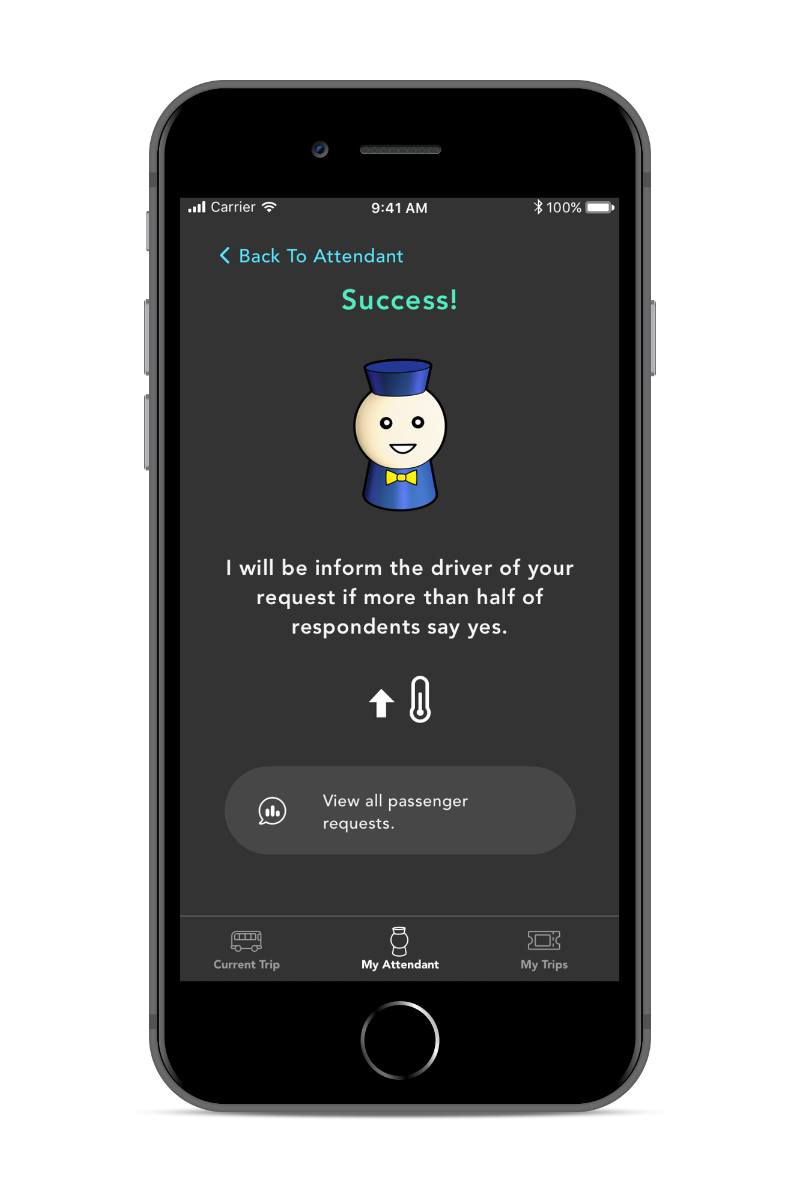 Carrier 9:41 AM 100%
Back To Attendant
Success!
I will be inform the driver of your
request if more than half of
respondents say yes.
View all passenger
requests.
Current Trip My Attendant My Trips